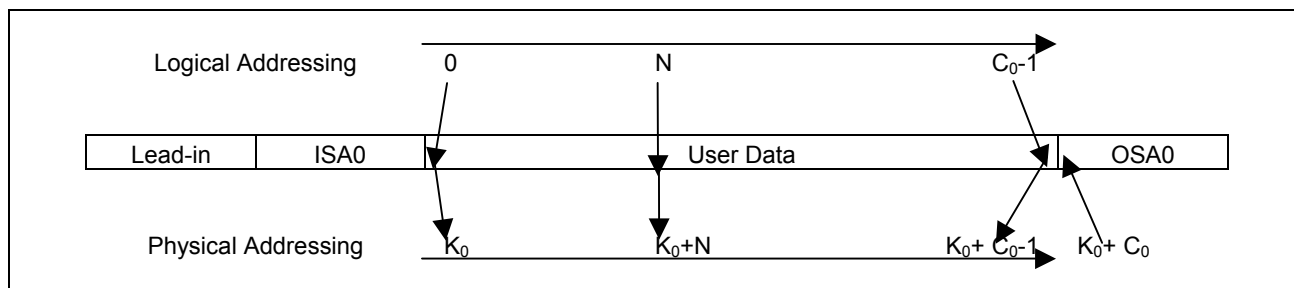 Logical Addressing 0 N C₀-1
Lead-in ISA0 User Data OSA0
Physical Addressing K₀ K₀+N K₀+ C₀-1 K₀+ C₀